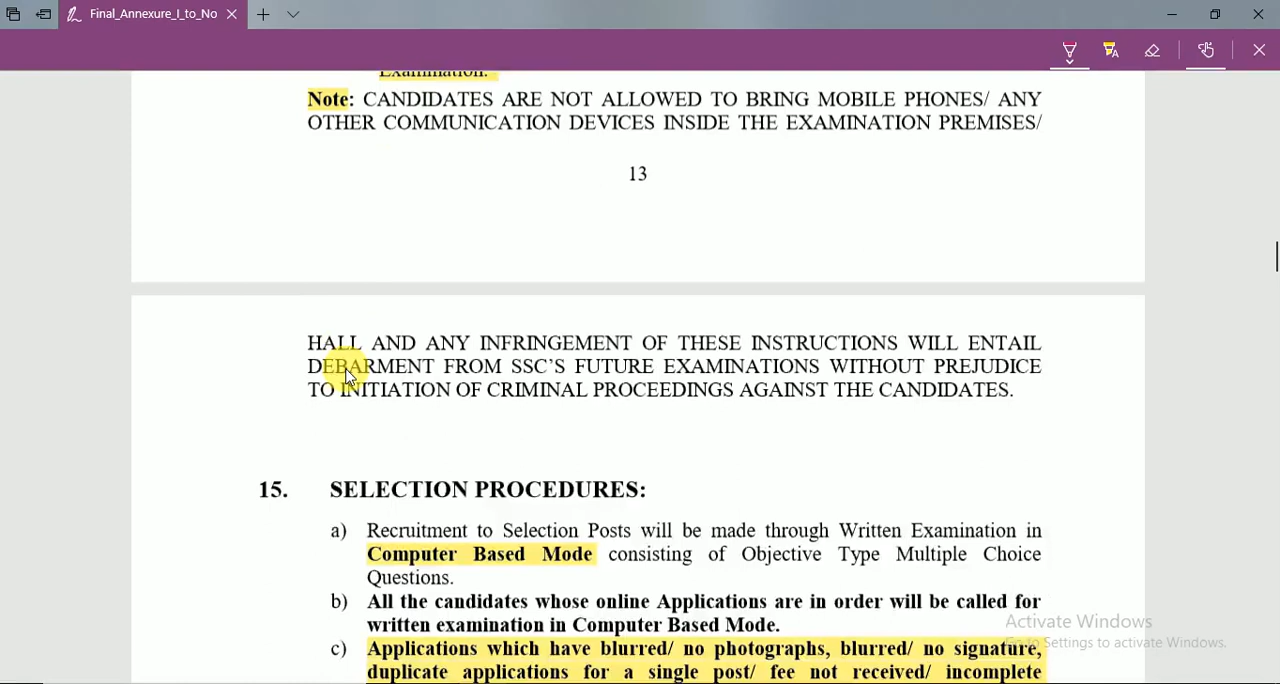 Final_Annexure_I_to_No
Examination.
Note: CANDIDATES ARE NOT ALLOWED TO BRING MOBILE PHONES/ ANY
OTHER COMMUNICATION DEVICES INSIDE THE EXAMINATION PREMISES/
13
HALL AND ANY INFRINGEMENT OF THESE INSTRUCTIONS WILL ENTAIL
DEBARMENT FROM SSC'S FUTURE EXAMINATIONS WITHOUT PREJUDICE
TO INITIATION OF CRIMINAL PROCEEDINGS AGAINST THE CANDIDATES.
15. SELECTION PROCEDURES:
a) Recruitment to Selection Posts will be made through Written Examination in
Computer Based Mode consisting of Objective Type Multiple Choice
Questions.
b) All the candidates whose online Applications are in order will be called for
written examination in Computer Based Mode.
c) Applications which have blurred/ no photographs, blurred/ no signature,
duplicate applications for a single post/ fee not received/ incomplete
Activate Windows
Go to Settings to activate Windows.